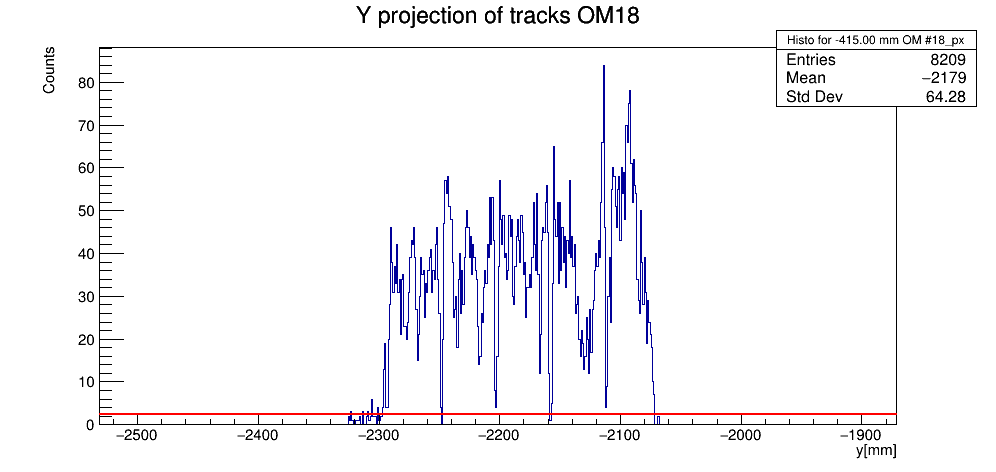 Y projection of tracks OM18
Histo for -415.00 mm OM #18_px
Entries 8209
Mean −2179
Std Dev 64.28
Counts
80
70
60
50
40
30
20
10
0
−2500 −2400 −2300 −2200 −2100 −2000 −1900
y[mm]